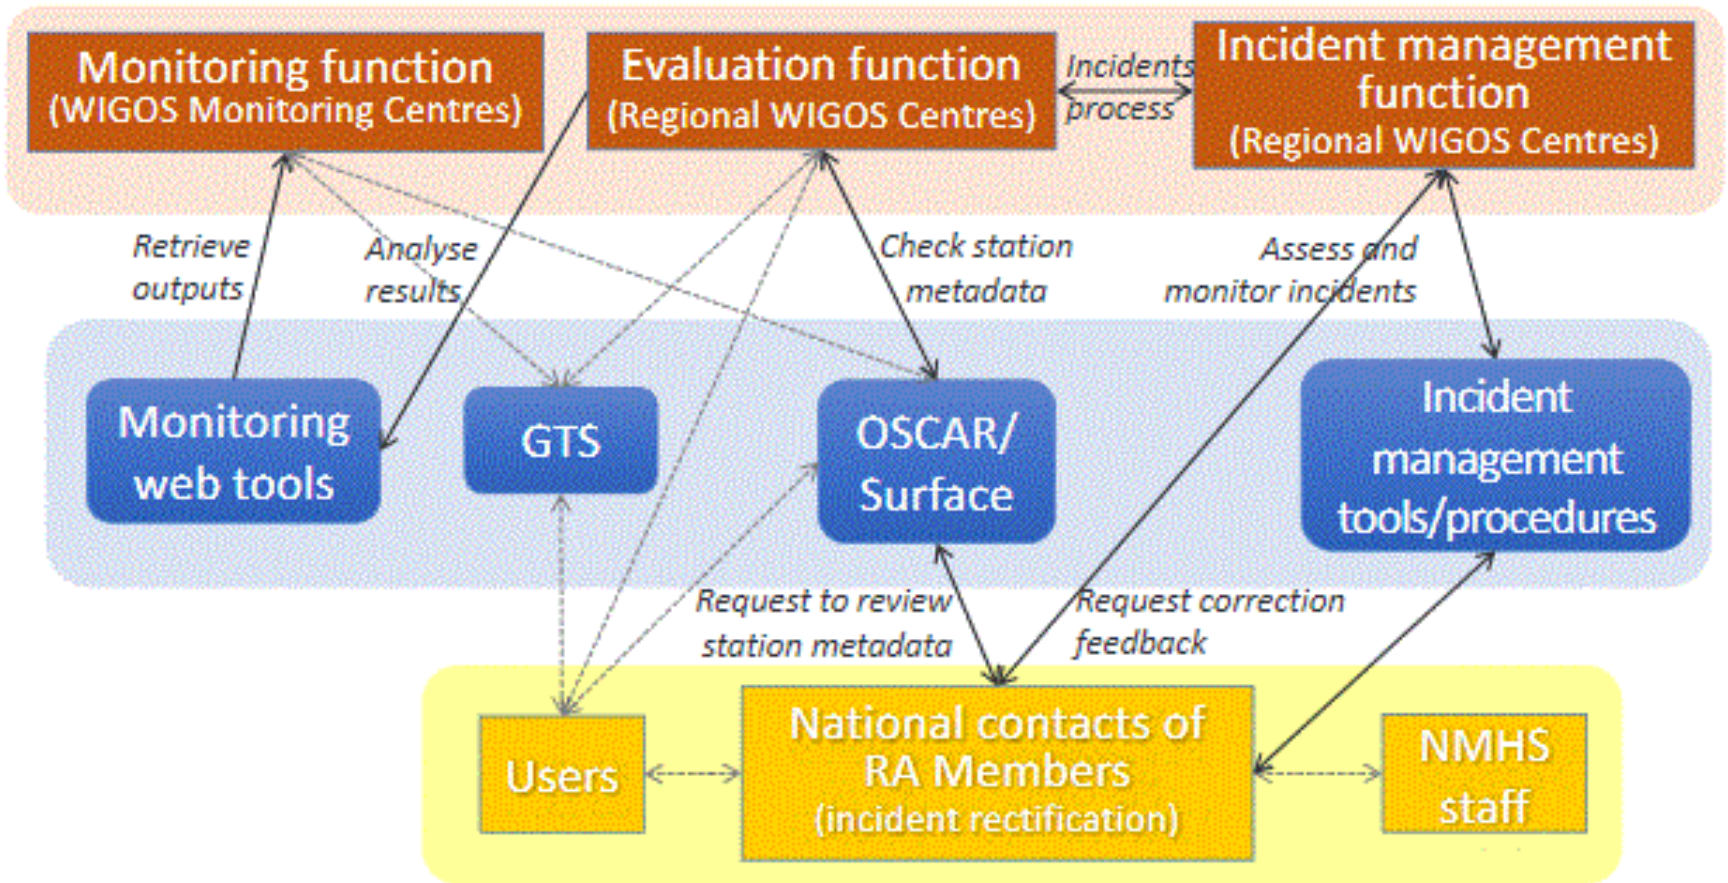 Monitoring function
(WIGOS Monitoring Centres)
Evaluation function
(Regional WIGOS Centres)
Incidents
process
Incident management
function
(Regional WIGOS Centres)
Retrieve
outputs
Analyse
results
Check station
metadata
Assess and
monitor incidents
Monitoring
web tools
GTS
OSCAR/
Surface
Incident
management
tools/procedures
Request to review
station metadata
Request correction
feedback
Users
National contacts of
RA Members
(incident rectification)
NMHS
staff